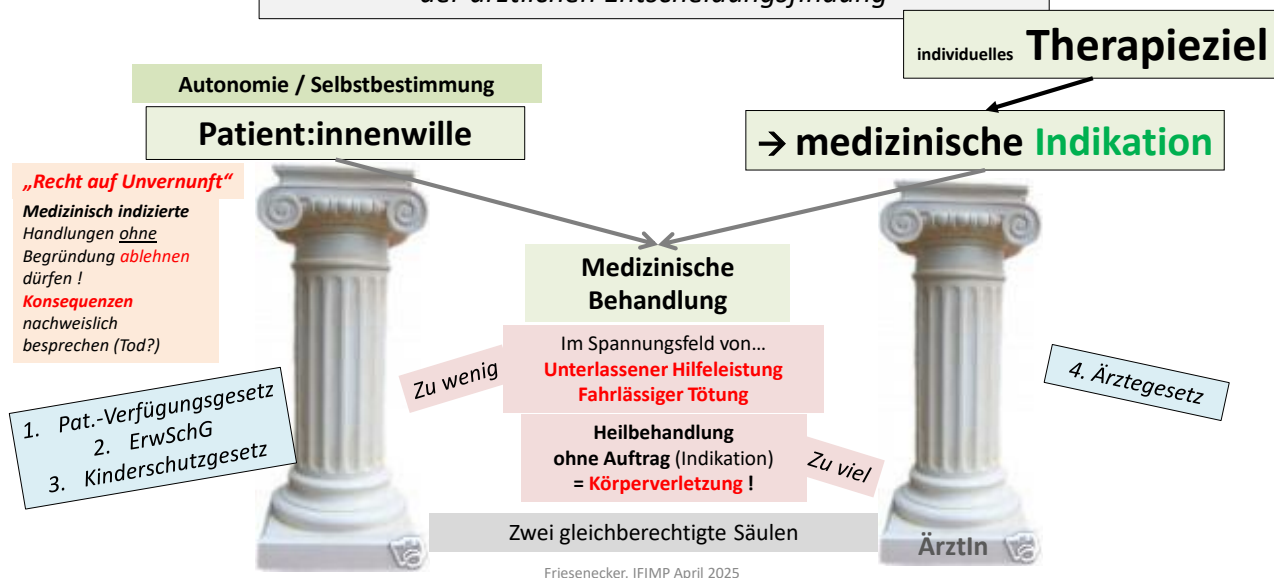 der ärztlichen Entscheidungsfindung
individuelles Therapieziel
Autonomie / Selbstbestimmung
Patient:innenwille
→ medizinische Indikation
„Recht auf Unvernunft“
Medizinisch indizierte
Handlungen ohne
Begründung ablehnen
dürfen !
Konsequenzen
nachweislich
besprechen (Tod?)
Medizinische
Behandlung
Im Spannungsfeld von…
Unterlassener Hilfeleistung
Fahrlässiger Tötung
Zu wenig
1. Pat.-Verfügungsgesetz
2. ErwSchG
3. Kinderschutzgesetz
4. Ärztegesetz
Heilbehandlung
ohne Auftrag (Indikation)
= Körperverletzung !
Zu viel
Zwei gleichberechtigte Säulen
ÄrztIn
Friesenecker, IFIMP April 2025